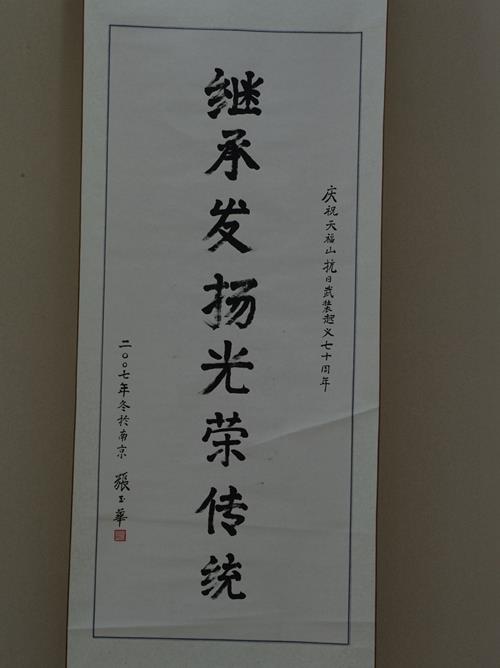 庆祝天福山抗日武装起义七十周年
继承发扬光荣传统
二〇〇七年冬於南京 張玉華